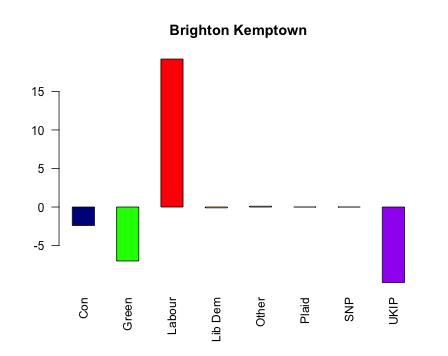 Brighton Kemptown
15
10
5
0
-5
Con
Green
Labour
Lib Dem
Other
Plaid
SNP
UKIP